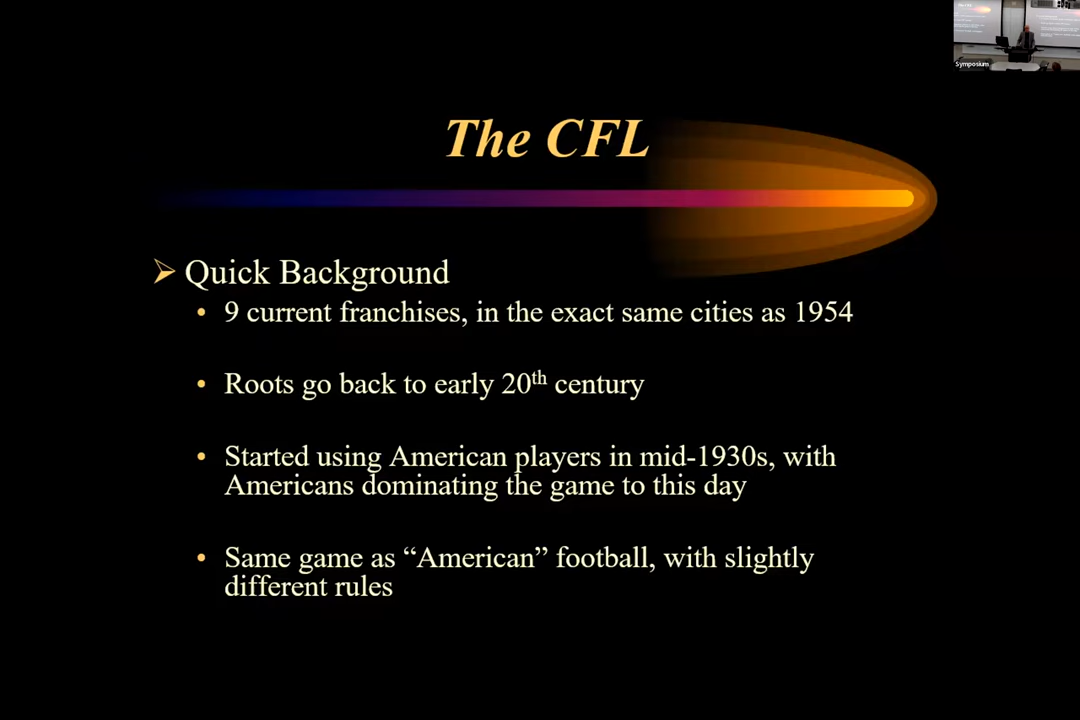 Symposium
The CFL
Quick Background
• 9 current franchises, in the exact same cities as 1954
• Roots go back to early 20th century
• Started using American players in mid-1930s, with
Americans dominating the game to this day
• Same game as “American” football, with slightly
different rules